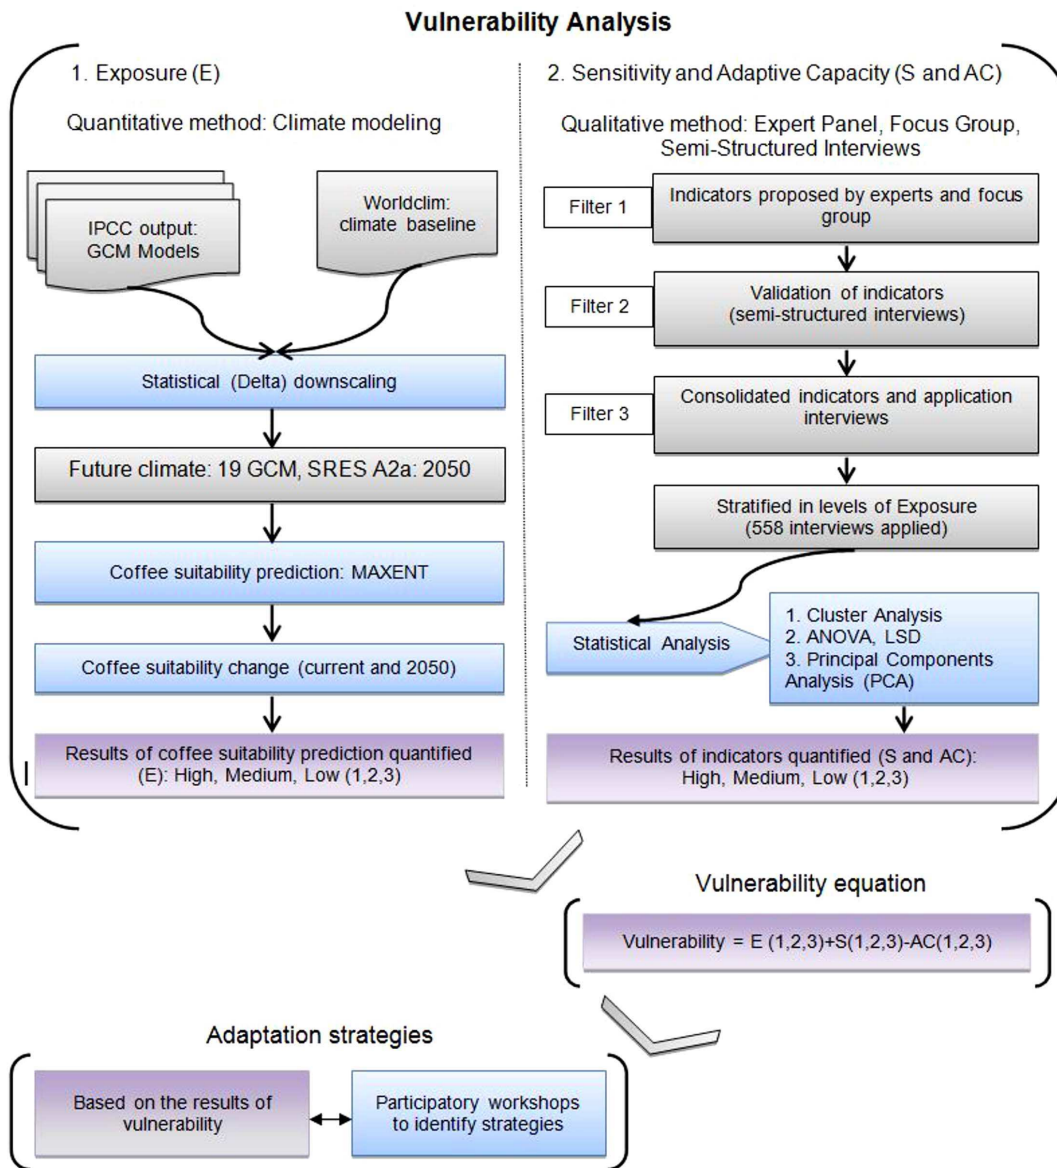 Vulnerability Analysis
1. Exposure (E)
Quantitative method: Climate modeling
IPCC output:
GCM Models
Worldclim:
climate baseline
Statistical (Delta) downscaling
Future climate: 19 GCM, SRES A2a: 2050
Coffee suitability prediction: MAXENT
Coffee suitability change (current and 2050)
Results of coffee suitability prediction quantified
(E): High, Medium, Low (1,2,3)
2. Sensitivity and Adaptive Capacity (S and AC)
Qualitative method: Expert Panel, Focus Group,
Semi-Structured Interviews
Filter 1
Indicators proposed by experts and focus
group
Filter 2
Validation of indicators
(semi-structured interviews)
Filter 3
Consolidated indicators and application
interviews
Stratified in levels of Exposure
(558 interviews applied)
Statistical Analysis
1. Cluster Analysis
2. ANOVA, LSD
3. Principal Components
Analysis (PCA)
Results of indicators quantified (S and AC):
High, Medium, Low (1,2,3)
Vulnerability equation
Vulnerability = E (1,2,3)+S(1,2,3)-AC(1,2,3)
Adaptation strategies
Based on the results of
vulnerability
Participatory workshops
to identify strategies